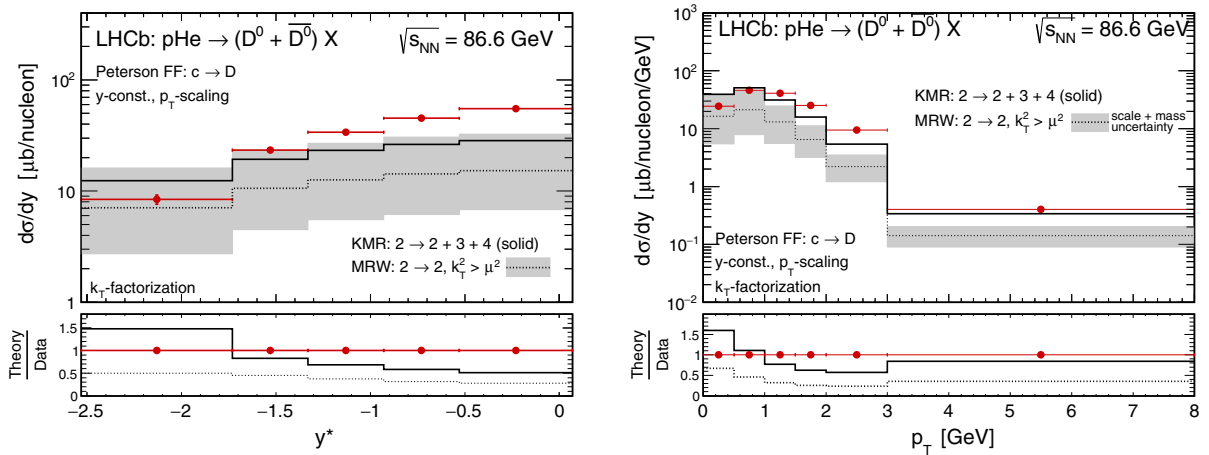 LHCb: pHe → (D⁰ + D̅⁰) X √s_NN = 86.6 GeV
Peterson FF: c → D
y-const., p_T-scaling
KMR: 2 → 2 + 3 + 4 (solid)
MRW: 2 → 2, k_T² > μ²
k_T-factorization
dσ/dy [μb/nucleon]
10²
10
1
Theory
Data
1.5
1
0.5
0
−2.5 −2 −1.5 −1 −0.5 0
y*
LHCb: pHe → (D⁰ + D̅⁰) X √s_NN = 86.6 GeV
KMR: 2 → 2 + 3 + 4 (solid)
MRW: 2 → 2, k_T² > μ² scale + mass
uncertainty
Peterson FF: c → D
y-const., p_T-scaling
k_T-factorization
dσ/dy [μb/nucleon/GeV]
10³
10²
10
1
10⁻¹
10⁻²
Theory
Data
1.5
1
0.5
0
0 1 2 3 4 5 6 7 8
p_T [GeV]